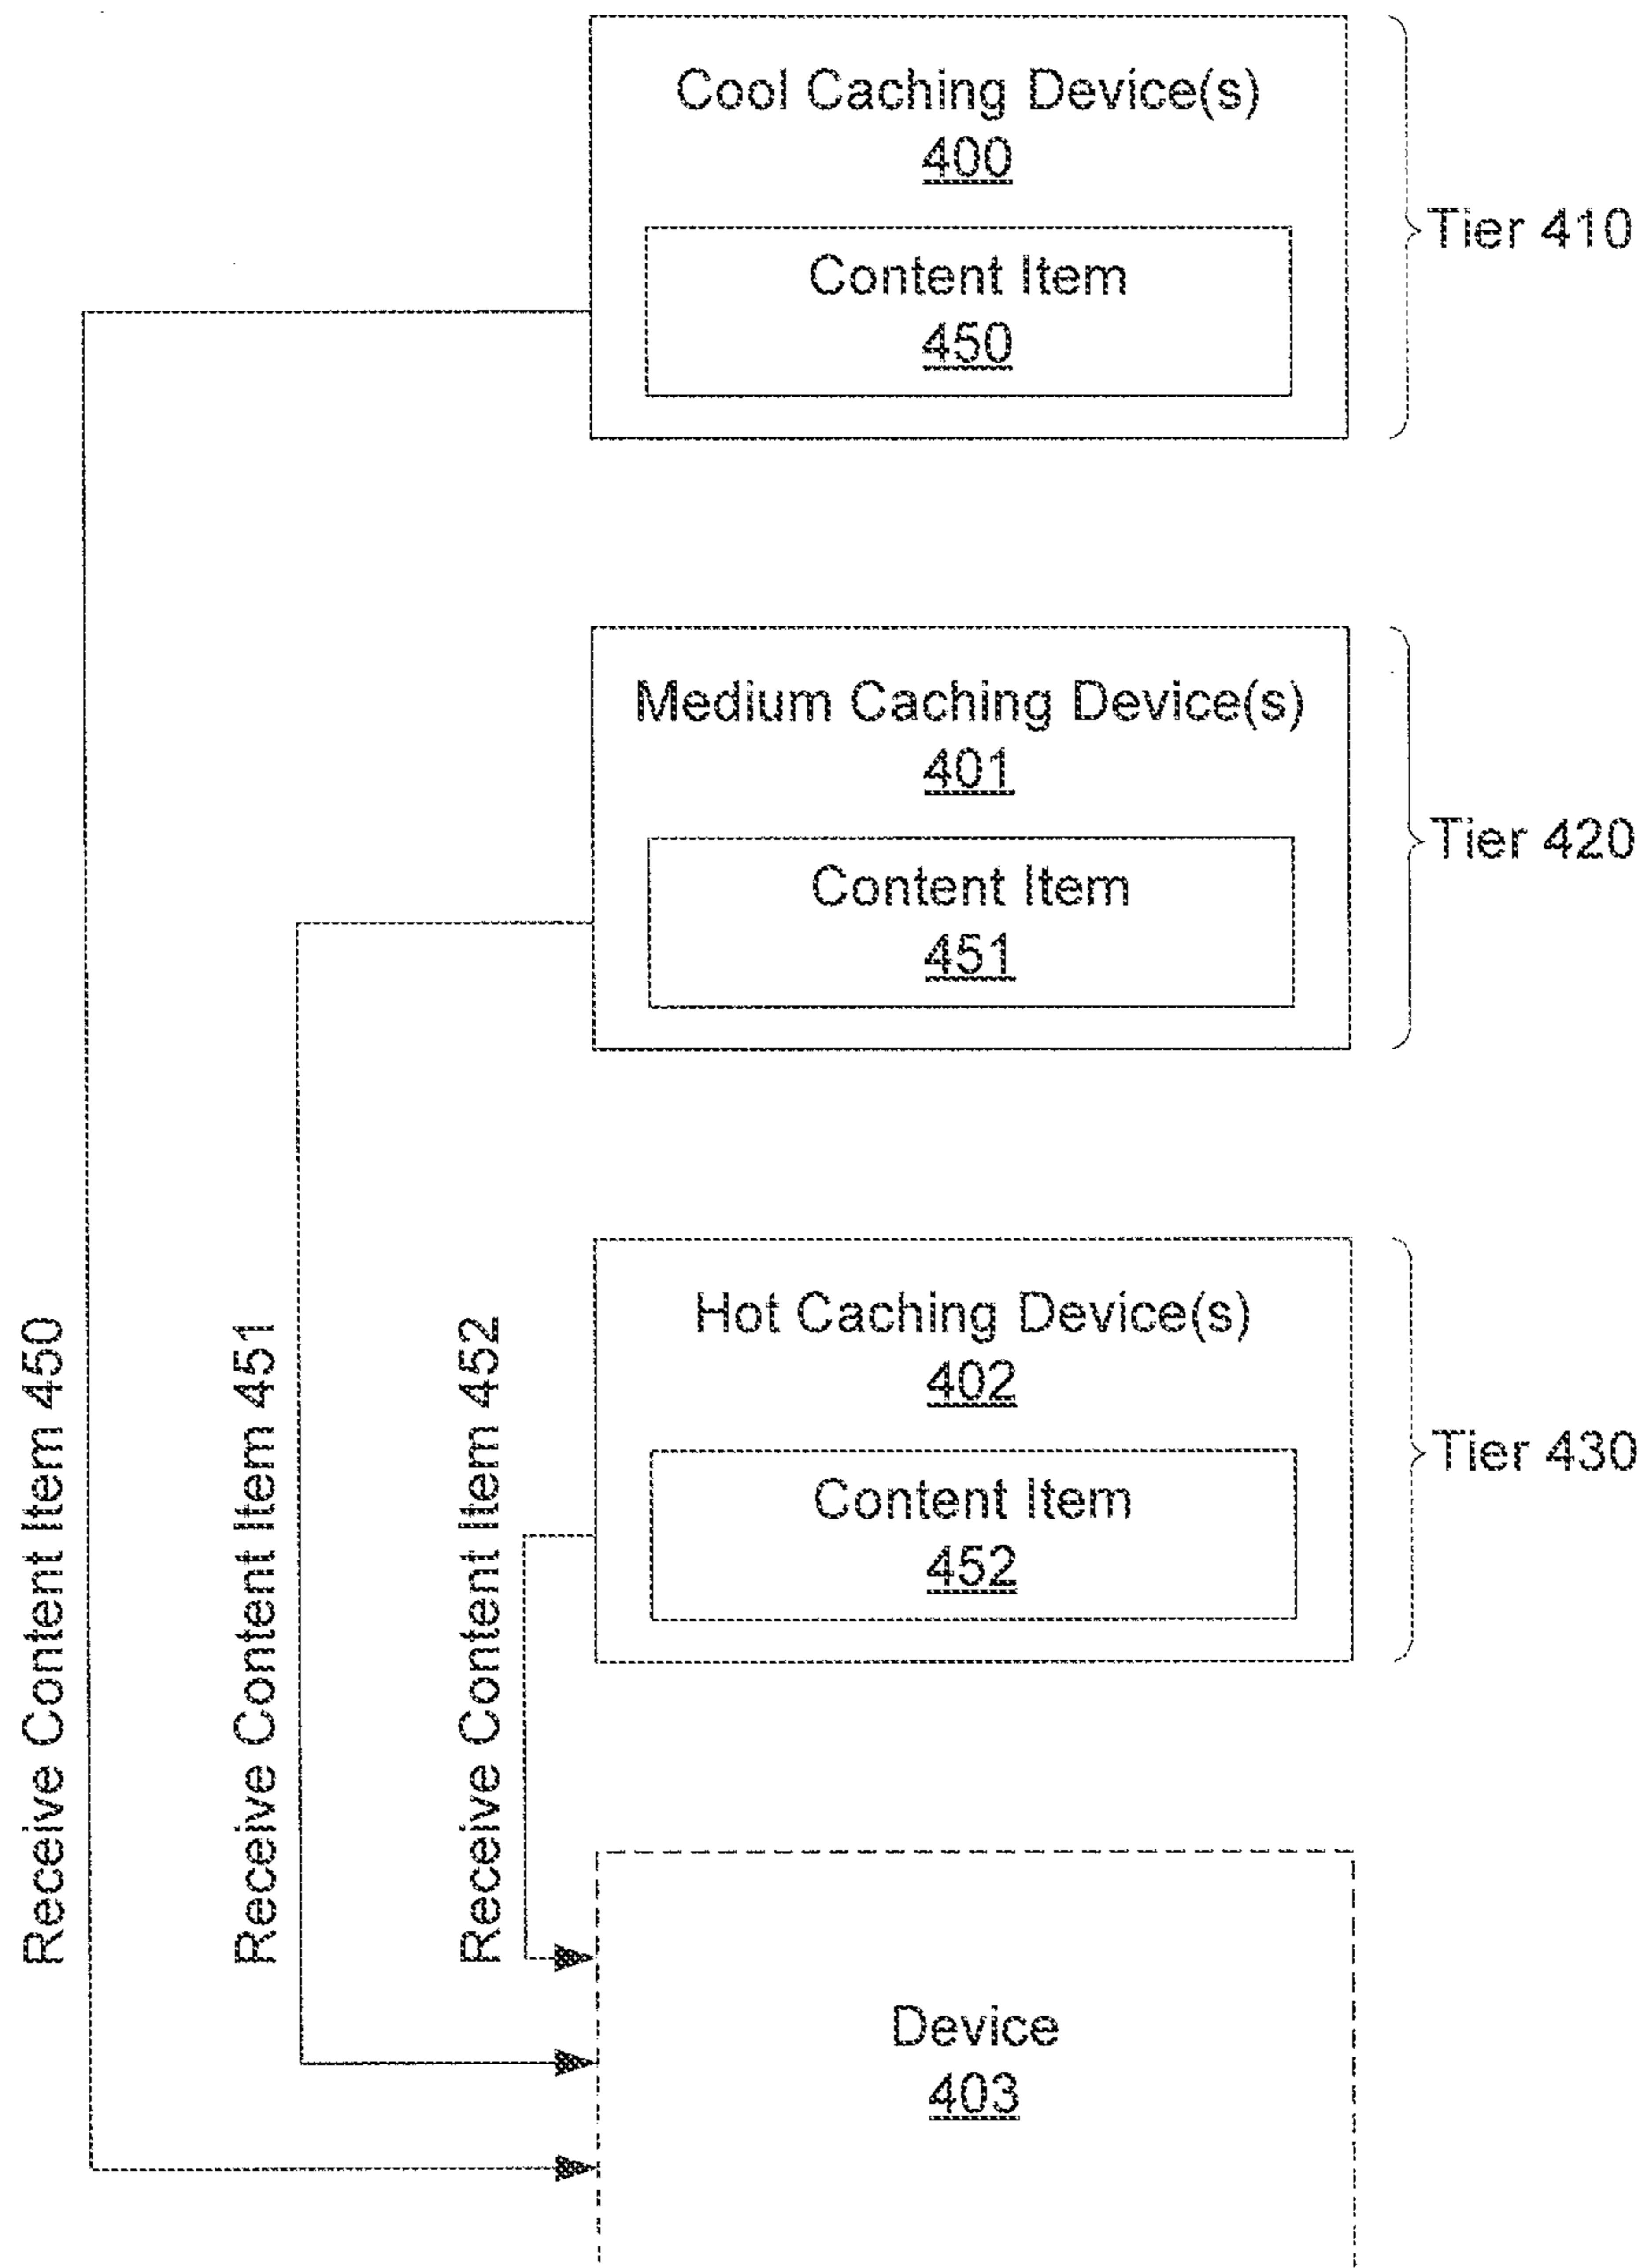 Cool Caching Device(s)
400
Content Item
450
Tier 410
Medium Caching Device(s)
401
Content Item
451
Tier 420
Hot Caching Device(s)
402
Content Item
452
Tier 430
Receive Content Item 450
Receive Content Item 451
Receive Content Item 452
Device
403